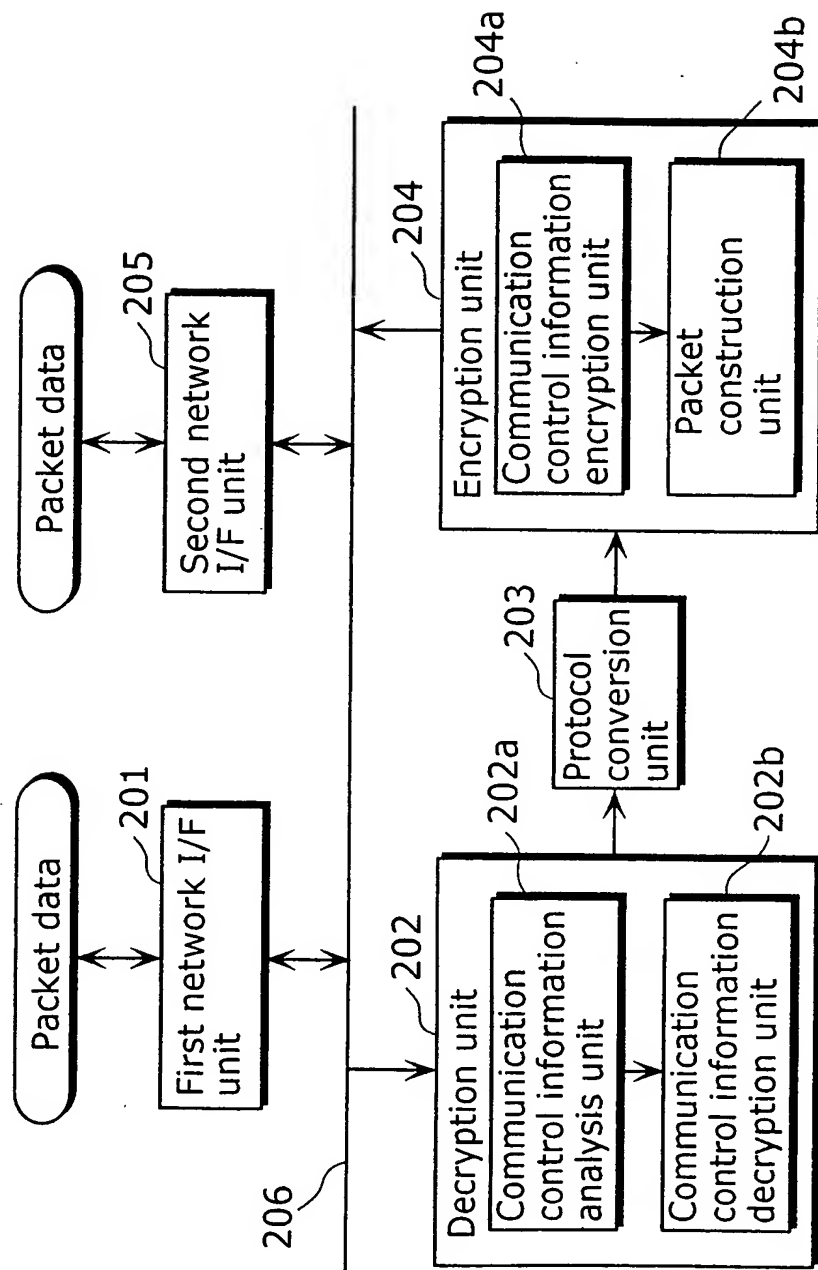 Packet data
Packet data
201
First network I/F
unit
205
Second network
I/F unit
206
202
Decryption unit
202a
Communication
control information
analysis unit
202b
Communication
control information
decryption unit
203
Protocol
conversion
unit
204
Encryption unit
204a
Communication
control information
encryption unit
204b
Packet
construction
unit